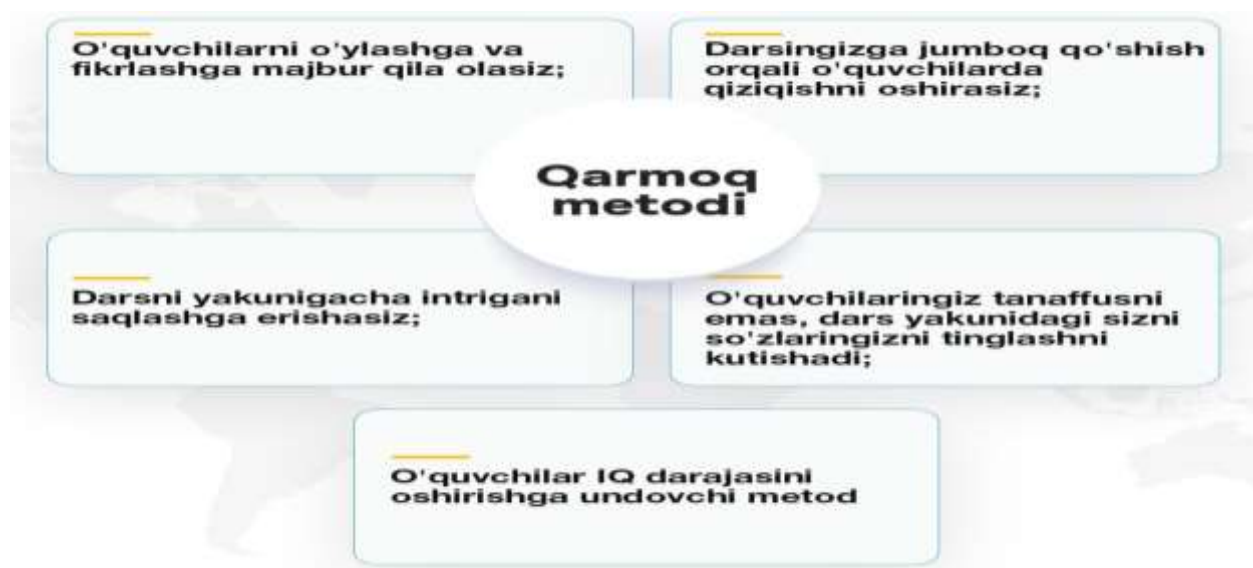 O'quvchilarni o'ylashga va
fikrlashga majbur qila olasiz;
Darsingizga jumboq qo'shish
orqali o'quvchilarda
qiziqishni oshirasiz;
Qarmoq
metodi
Darsni yakunigacha intrigani
saqlashga erishasiz;
O'quvchilaringiz tanaffusni
emas, dars yakunidagi sizni
so'zlaringizni tinglashni
kutishadi;
O'quvchilar IQ darajasini
oshirishga undovchi metod